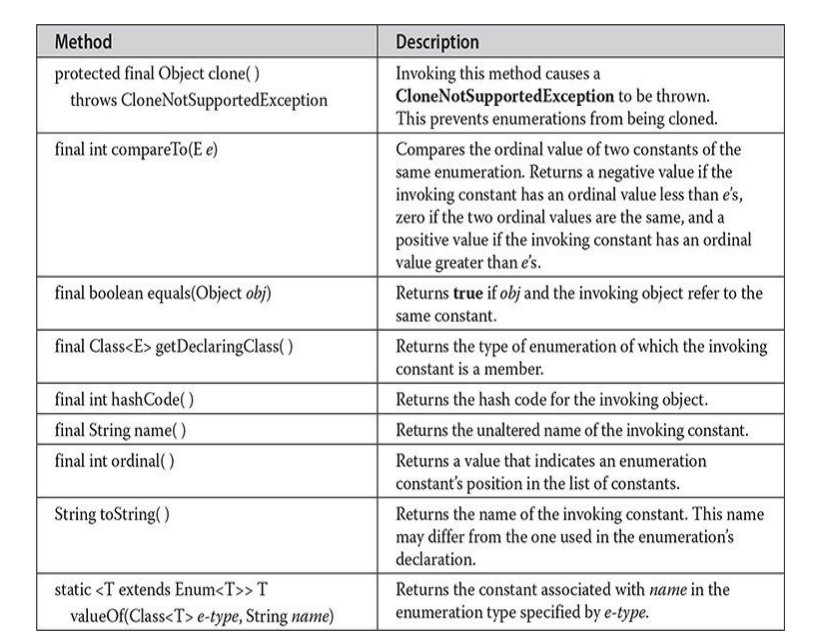 Method Description
protected final Object clone( )
throws CloneNotSupportedException
Invoking this method causes a
CloneNotSupportedException to be thrown.
This prevents enumerations from being cloned.
final int compareTo(E e)
Compares the ordinal value of two constants of the
same enumeration. Returns a negative value if the
invoking constant has an ordinal value less than e's,
zero if the two ordinal values are the same, and a
positive value if the invoking constant has an ordinal
value greater than e's.
final boolean equals(Object obj)
Returns true if obj and the invoking object refer to the
same constant.
final Class<E> getDeclaringClass( )
Returns the type of enumeration of which the invoking
constant is a member.
final int hashCode( )
Returns the hash code for the invoking object.
final String name( )
Returns the unaltered name of the invoking constant.
final int ordinal( )
Returns a value that indicates an enumeration
constant's position in the list of constants.
String toString( )
Returns the name of the invoking constant. This name
may differ from the one used in the enumeration's
declaration.
static <T extends Enum<T>> T
valueOf(Class<T> e-type, String name)
Returns the constant associated with name in the
enumeration type specified by e-type.